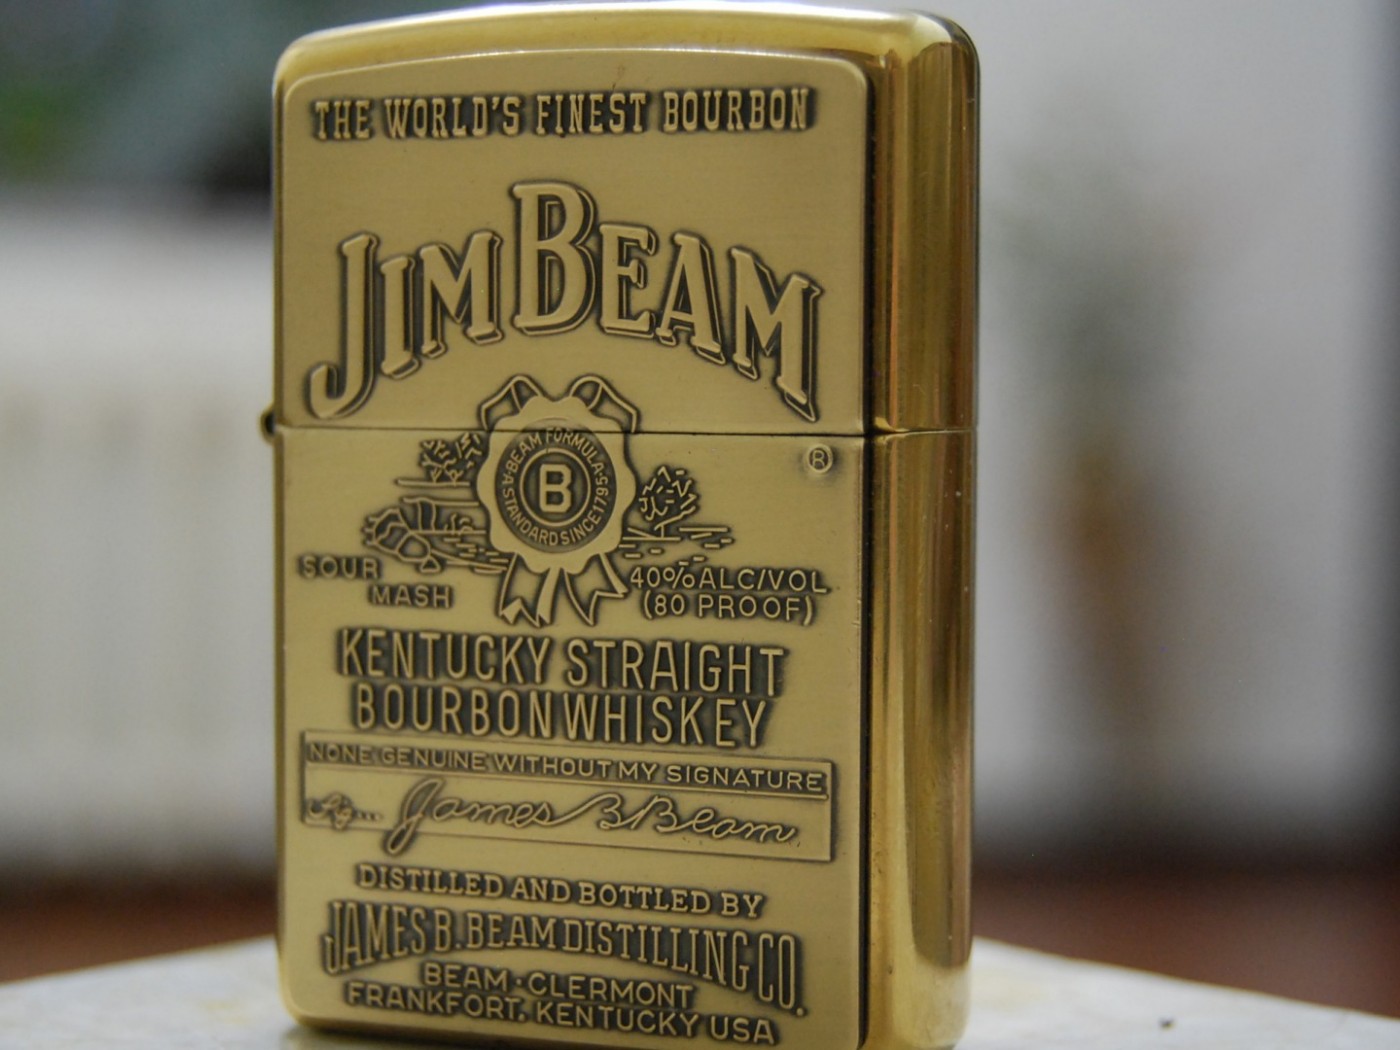 THE WORLD'S FINEST BOURBON
JIM BEAM
®
BEAM FORMULA · A STANDARD SINCE 1795 ·
B
SOUR
MASH
40% ALC/VOL
(80 PROOF)
KENTUCKY STRAIGHT
BOURBON WHISKEY
NONE GENUINE WITHOUT MY SIGNATURE
James B Beam
DISTILLED AND BOTTLED BY
JAMES B. BEAM DISTILLING CO.
BEAM · CLERMONT
FRANKFORT, KENTUCKY USA